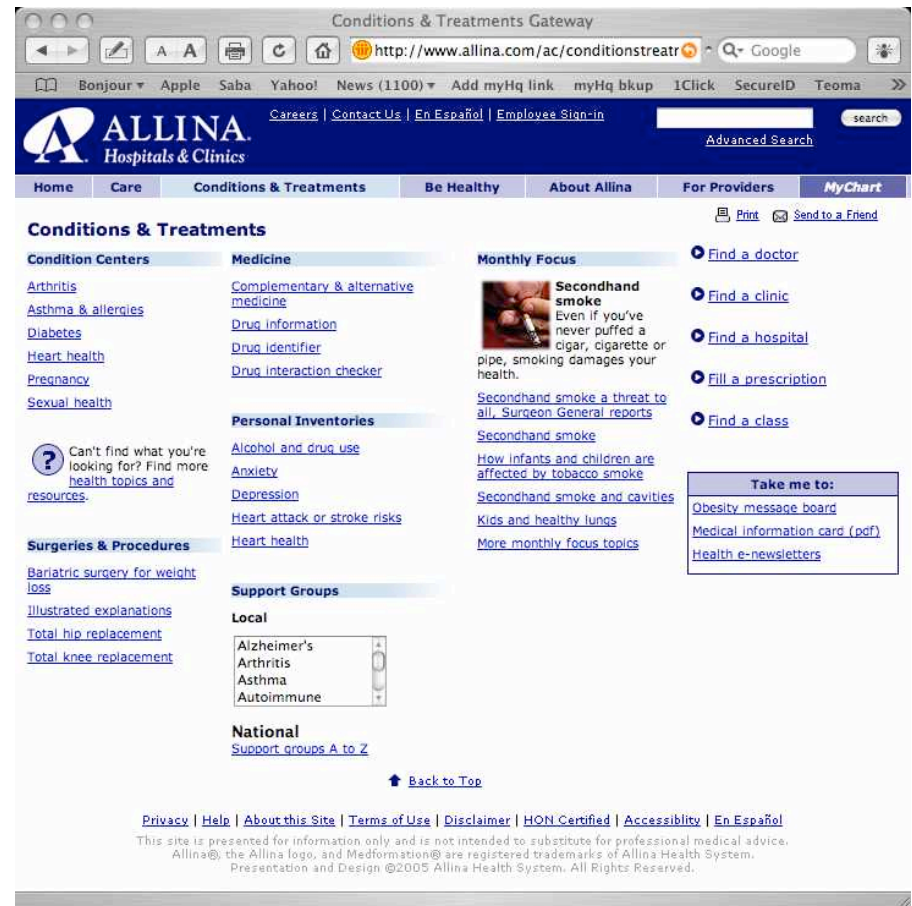 Conditions & Treatments Gateway
A A
http://www.allina.com/ac/conditionstreatr
Q Google
Bonjour Apple Saba Yahoo! News (1100) Add myHq link myHq bkup 1Click SecureID Teoma
Careers | Contact Us | En Español | Employee Sign-in
search
ALLINA.
Hospitals & Clinics
Advanced Search
Home Care Conditions & Treatments Be Healthy About Allina For Providers MyChart
Print Send to a Friend
Conditions & Treatments
Condition Centers
Arthritis
Asthma & allergies
Diabetes
Heart health
Pregnancy
Sexual health
? Can't find what you're
looking for? Find more
health topics and
resources.
Surgeries & Procedures
Bariatric surgery for weight
loss
Illustrated explanations
Total hip replacement
Total knee replacement
Medicine
Complementary & alternative
medicine
Drug information
Drug identifier
Drug interaction checker
Personal Inventories
Alcohol and drug use
Anxiety
Depression
Heart attack or stroke risks
Heart health
Support Groups
Local
Alzheimer's
Arthritis
Asthma
Autoimmune
National
Support groups A to Z
Monthly Focus
Secondhand
smoke
Even if you've
never puffed a
cigar, cigarette or
pipe, smoking damages your
health.
Secondhand smoke a threat to
all, Surgeon General reports
Secondhand smoke
How infants and children are
affected by tobacco smoke
Secondhand smoke and cavities
Kids and healthy lungs
More monthly focus topics
Find a doctor
Find a clinic
Find a hospital
Fill a prescription
Find a class
Take me to:
Obesity message
board
Medical information card (pdf)
Health e-newsletters
Back to Top
Privacy | Help | About this Site | Terms of Use | Disclaimer | HON Certified | Accessiblity | En Español
This site is presented for information only and is not intended to substitute for professional medical advice.
Allina®, the Allina logo, and Medformation® are registered trademarks of Allina Health System.
Presentation and Design ©2005 Allina Health System. All Rights Reserved.